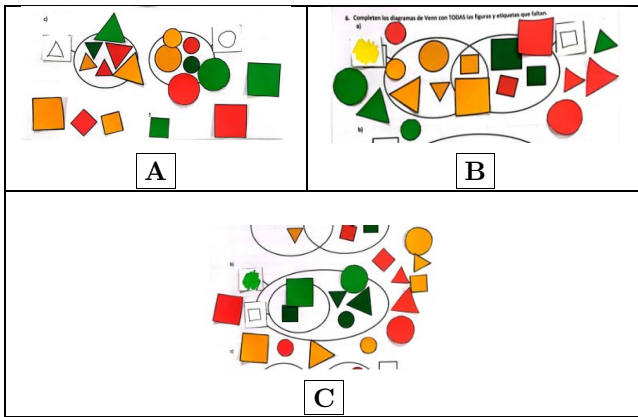 c)
A
6. Completen los diagramas de Venn con TODAS las figuras y etiquetas que faltan.
a)
b)
B
b)
c)
C